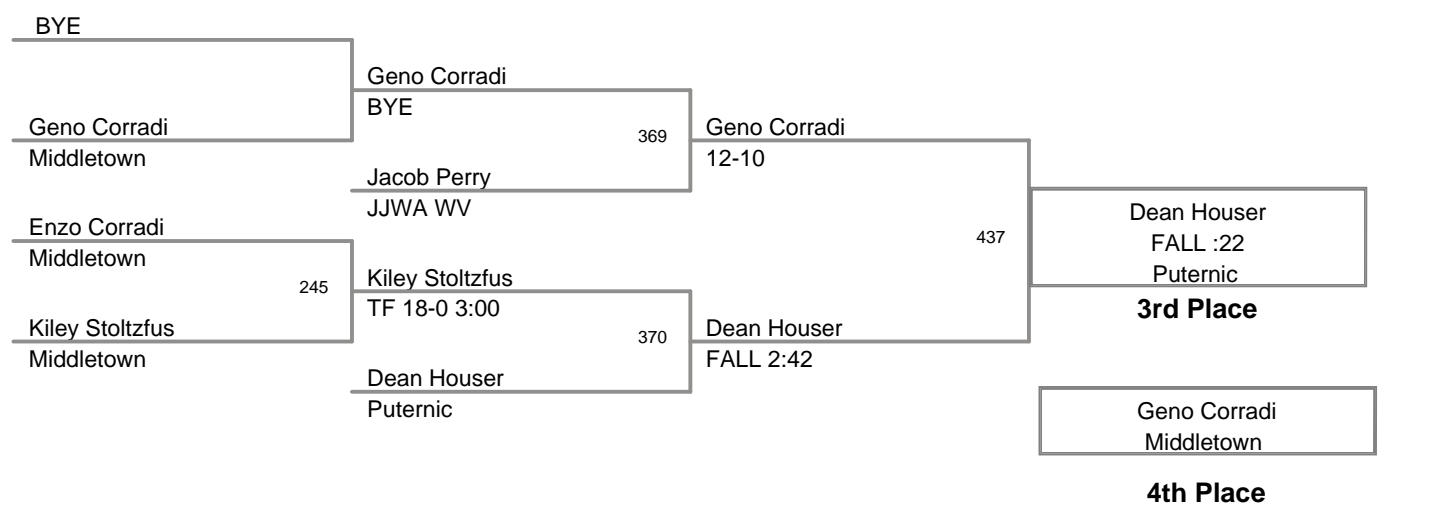 BYE
Geno Corradi
BYE
Geno Corradi
Middletown
369
Geno Corradi
12-10
Jacob Perry
JJWA WV
Enzo Corradi
Middletown
245
Kiley Stoltzfus
TF 18-0 3:00
Kiley Stoltzfus
Middletown
370
Dean Houser
FALL 2:42
Dean Houser
Puternic
437
Dean Houser
FALL :22
Puternic
3rd Place
Geno Corradi
Middletown
4th Place